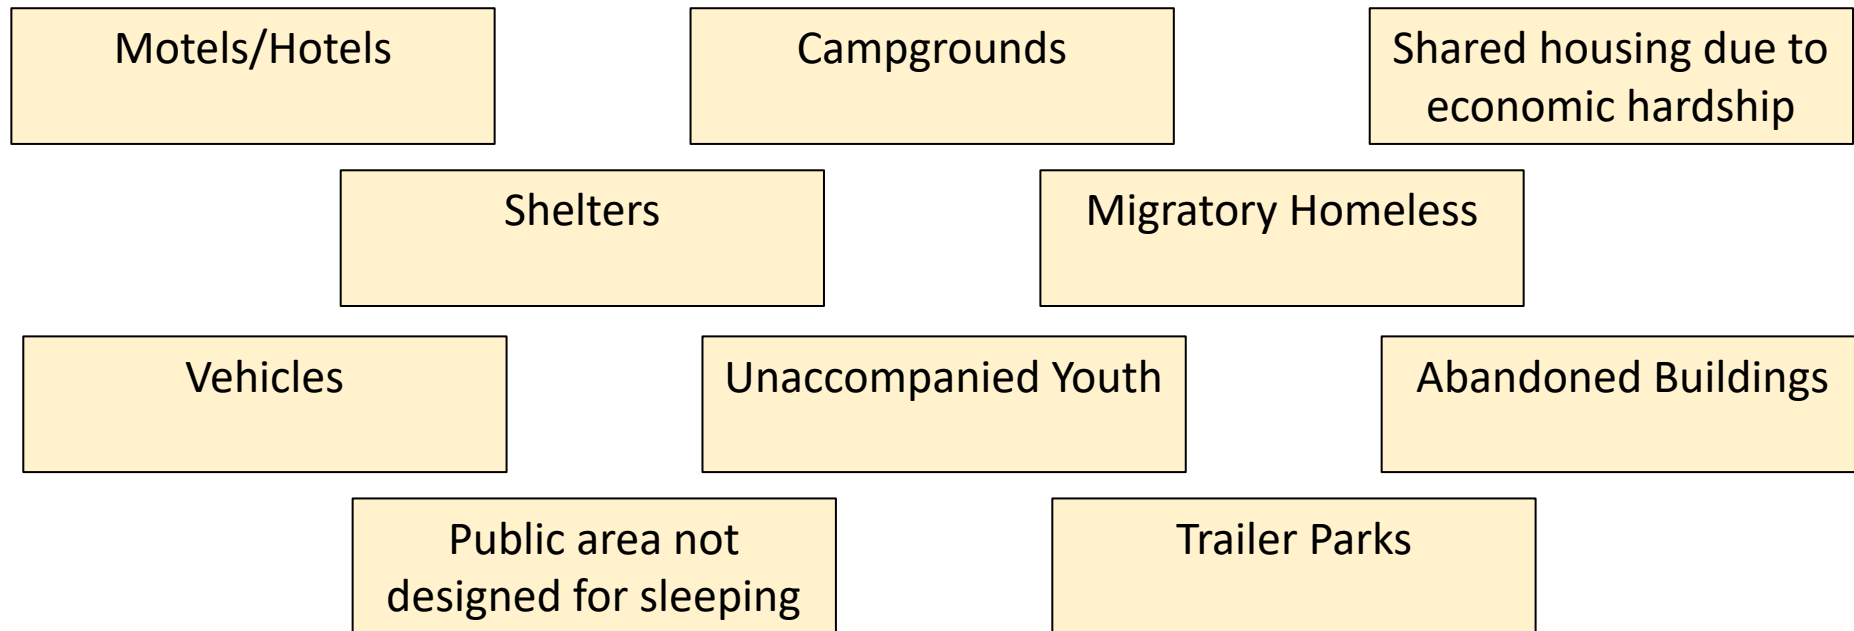 Motels/Hotels
Campgrounds
Shared housing due to
economic hardship
Shelters
Migratory Homeless
Vehicles
Unaccompanied Youth
Abandoned Buildings
Public area not
designed for sleeping
Trailer Parks